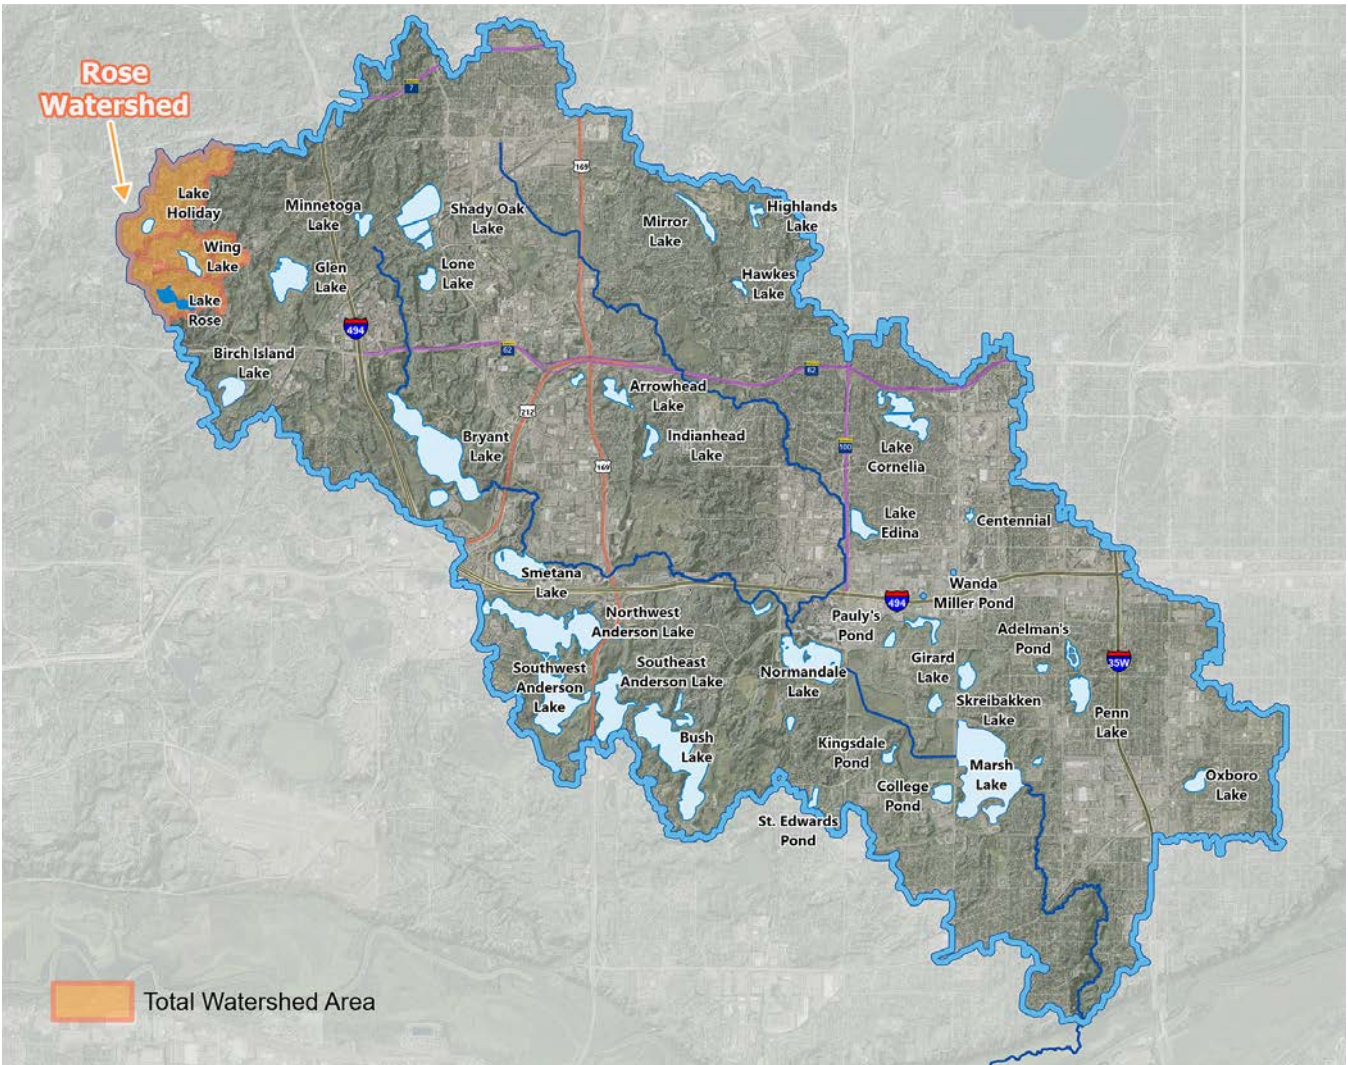 Rose
Watershed
7
169
Lake
Holiday
Minnetoga
Lake
Shady Oak
Lake
Mirror
Lake
Highlands
Lake
Wing
Lake
Glen
Lake
Lone
Lake
Hawkes
Lake
Lake
Rose
494
Birch Island
Lake
62
62
Arrowhead
Lake
212
Bryant
Lake
Indianhead
Lake
100
Lake
Cornelia
169
Lake
Edina
Centennial
Smetana
Lake
Wanda
Miller Pond
494
Northwest
Anderson Lake
Pauly's
Pond
Adelman's
Pond
35W
Southwest
Anderson
Lake
Southeast
Anderson Lake
Normandale
Lake
Girard
Lake
Skreibakken
Lake
Penn
Lake
Bush
Lake
Kingsdale
Pond
Marsh
Lake
College
Pond
Oxboro
Lake
St. Edwards
Pond
Total Watershed Area